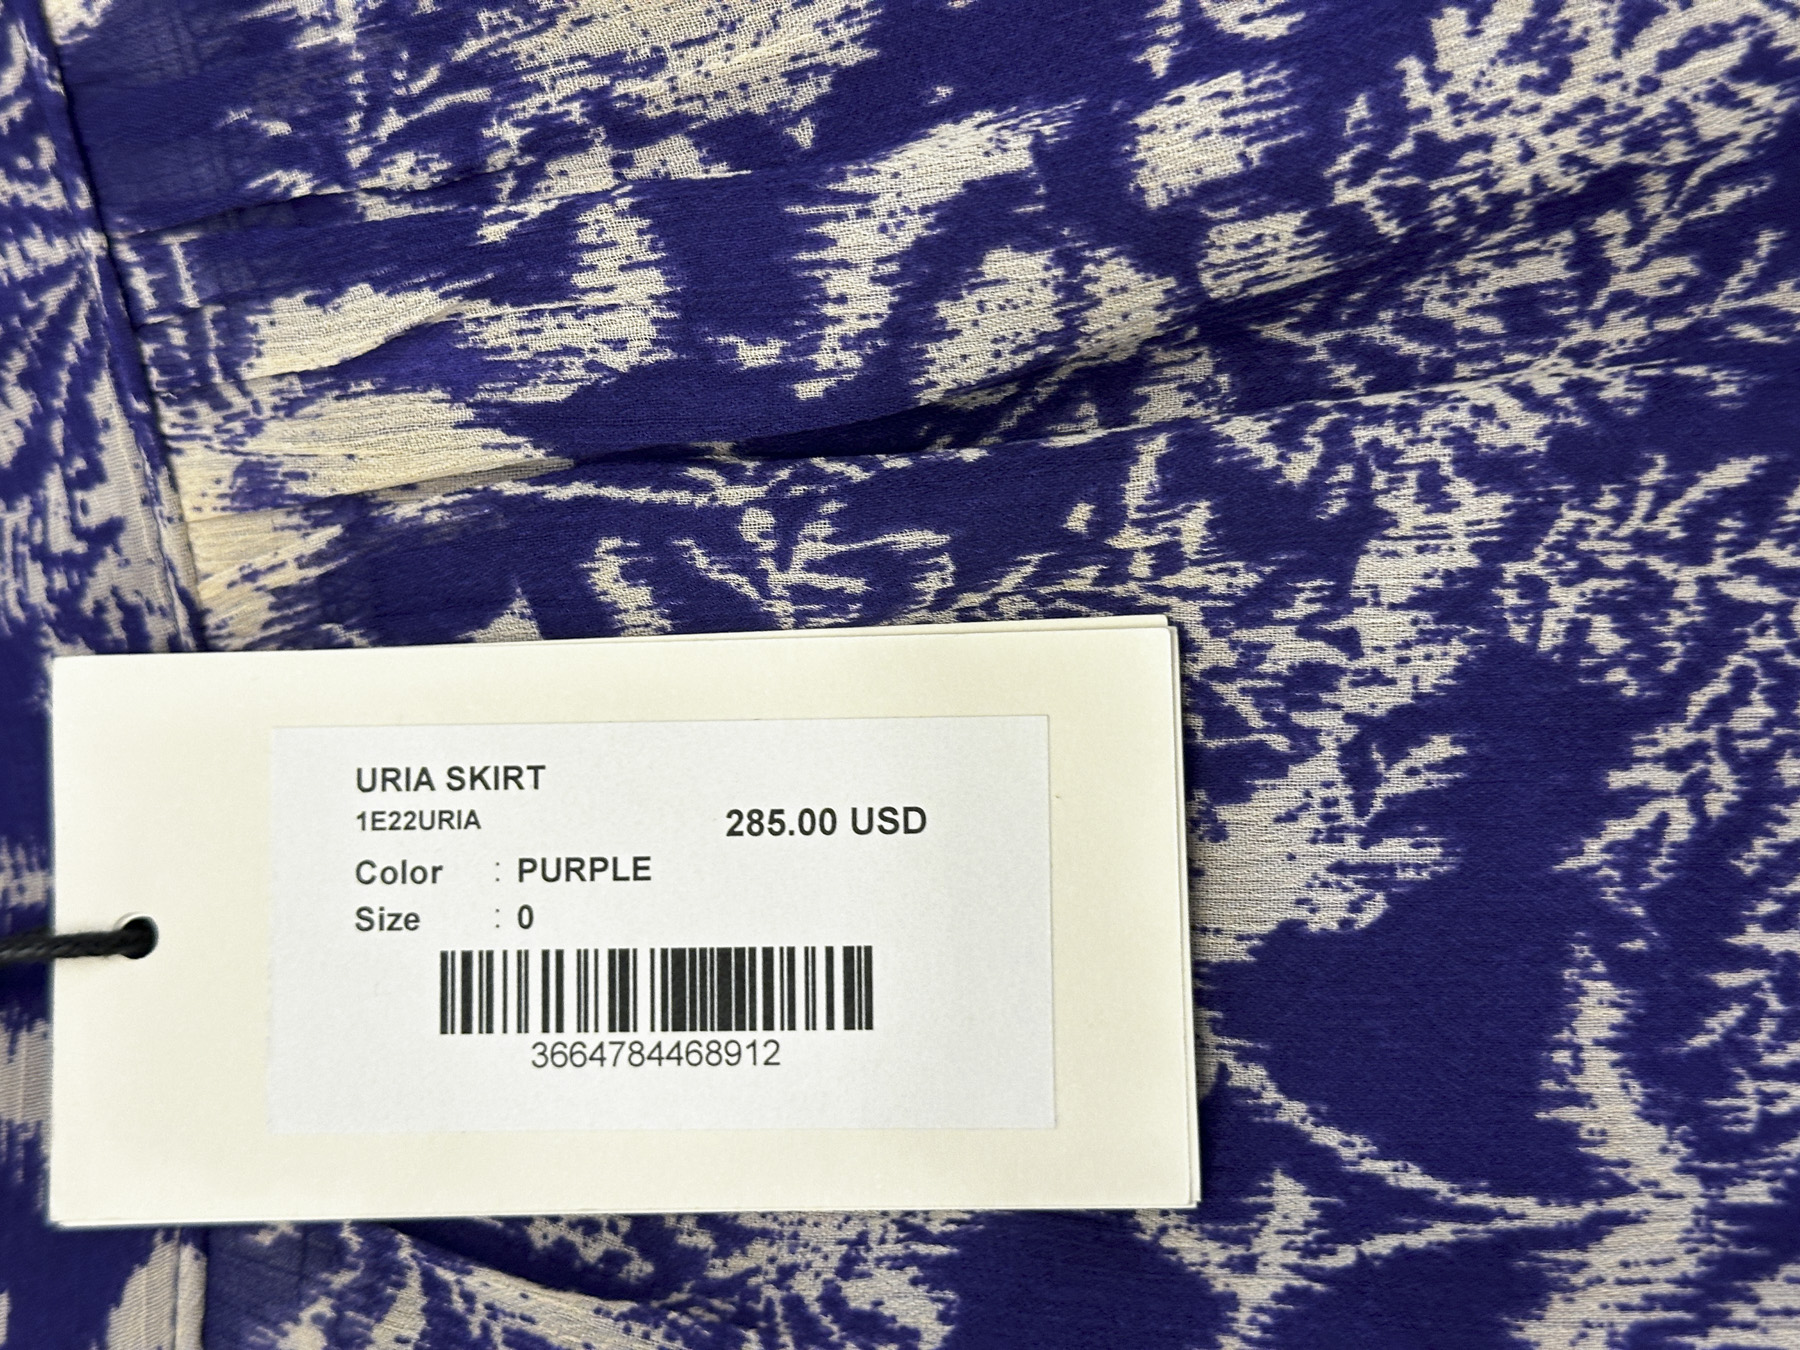 URIA SKIRT
1E22URIA
285.00 USD
Color : PURPLE
Size : 0
3664784468912